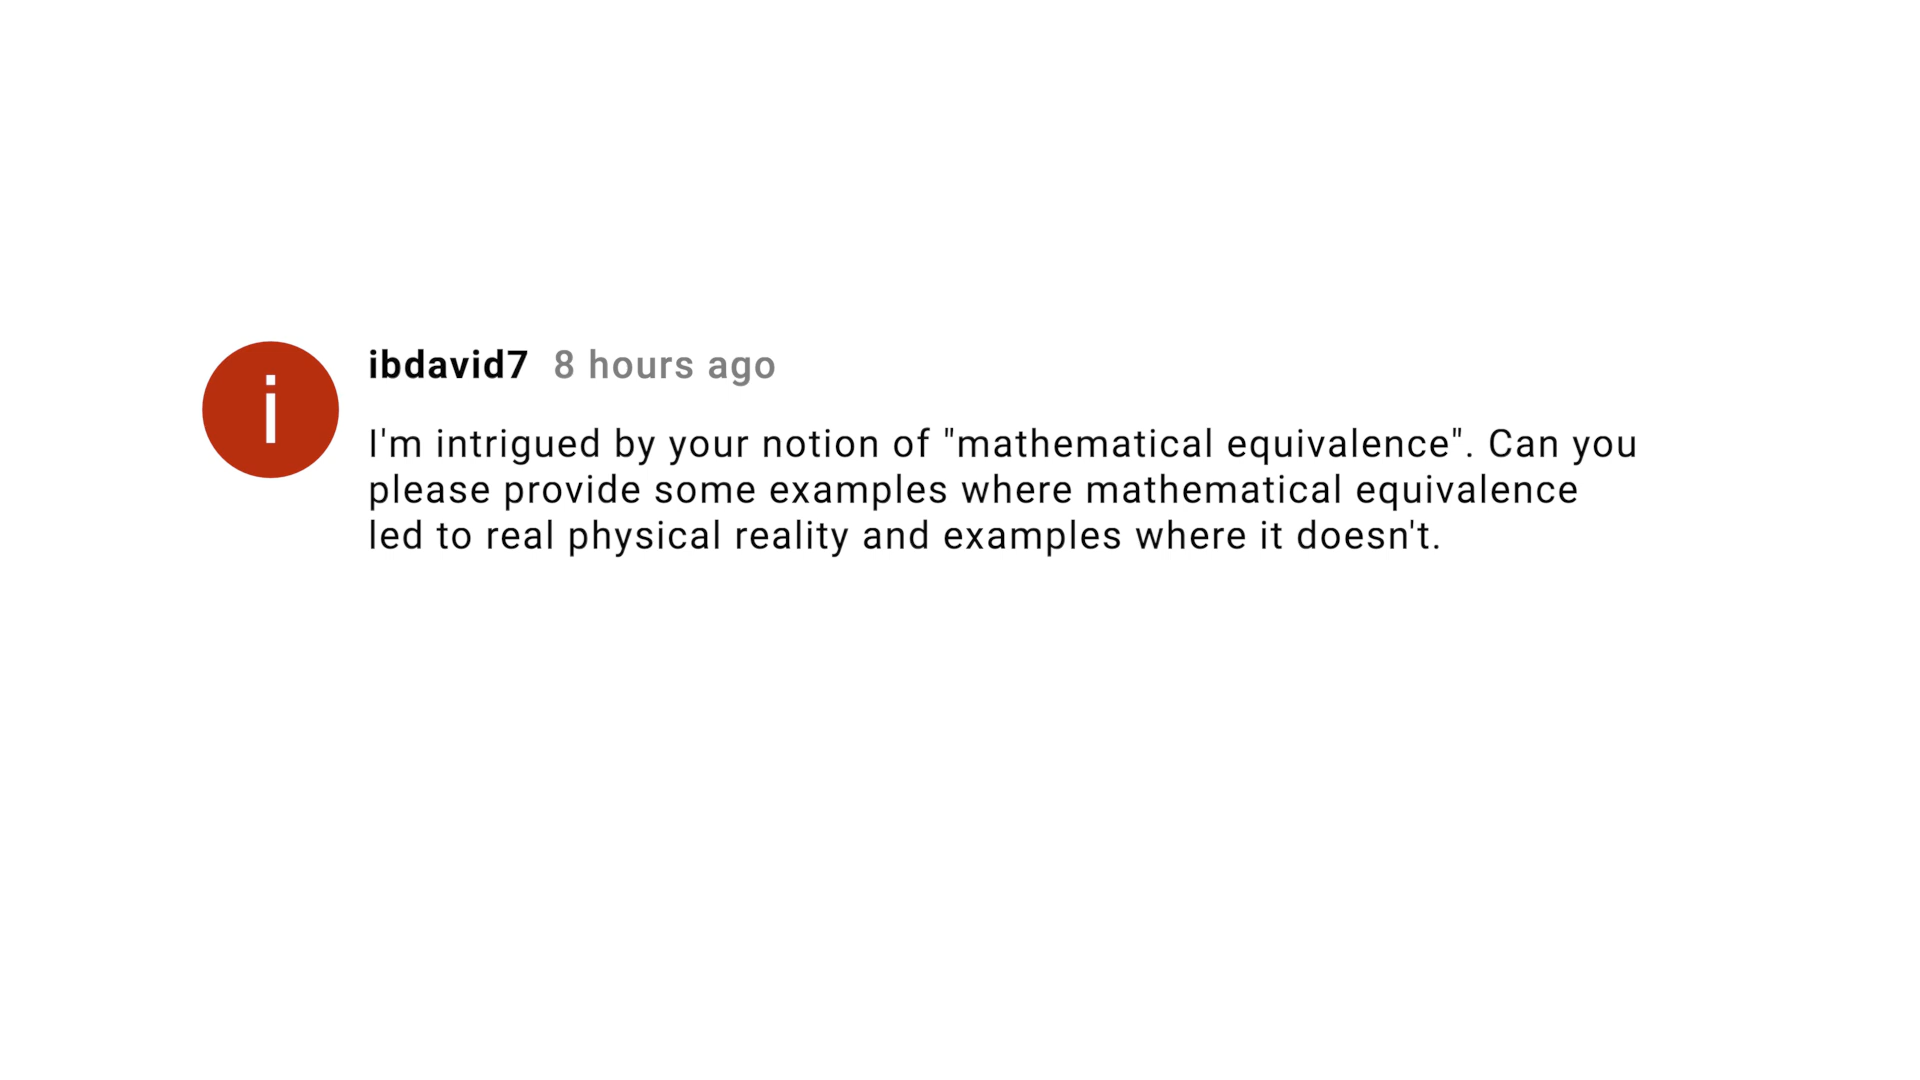 i
ibdavid7 8 hours ago
I'm intrigued by your notion of "mathematical equivalence". Can you
please provide some examples where mathematical equivalence
led to real physical reality and examples where it doesn't.